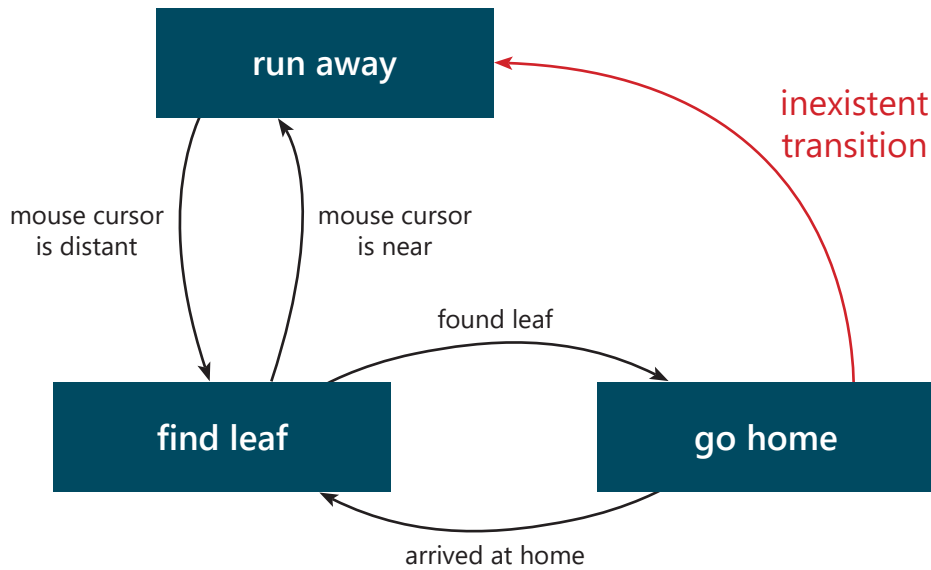 run away
inexistent
transition
mouse cursor
is distant
mouse cursor
is near
found leaf
find leaf
go home
arrived at home